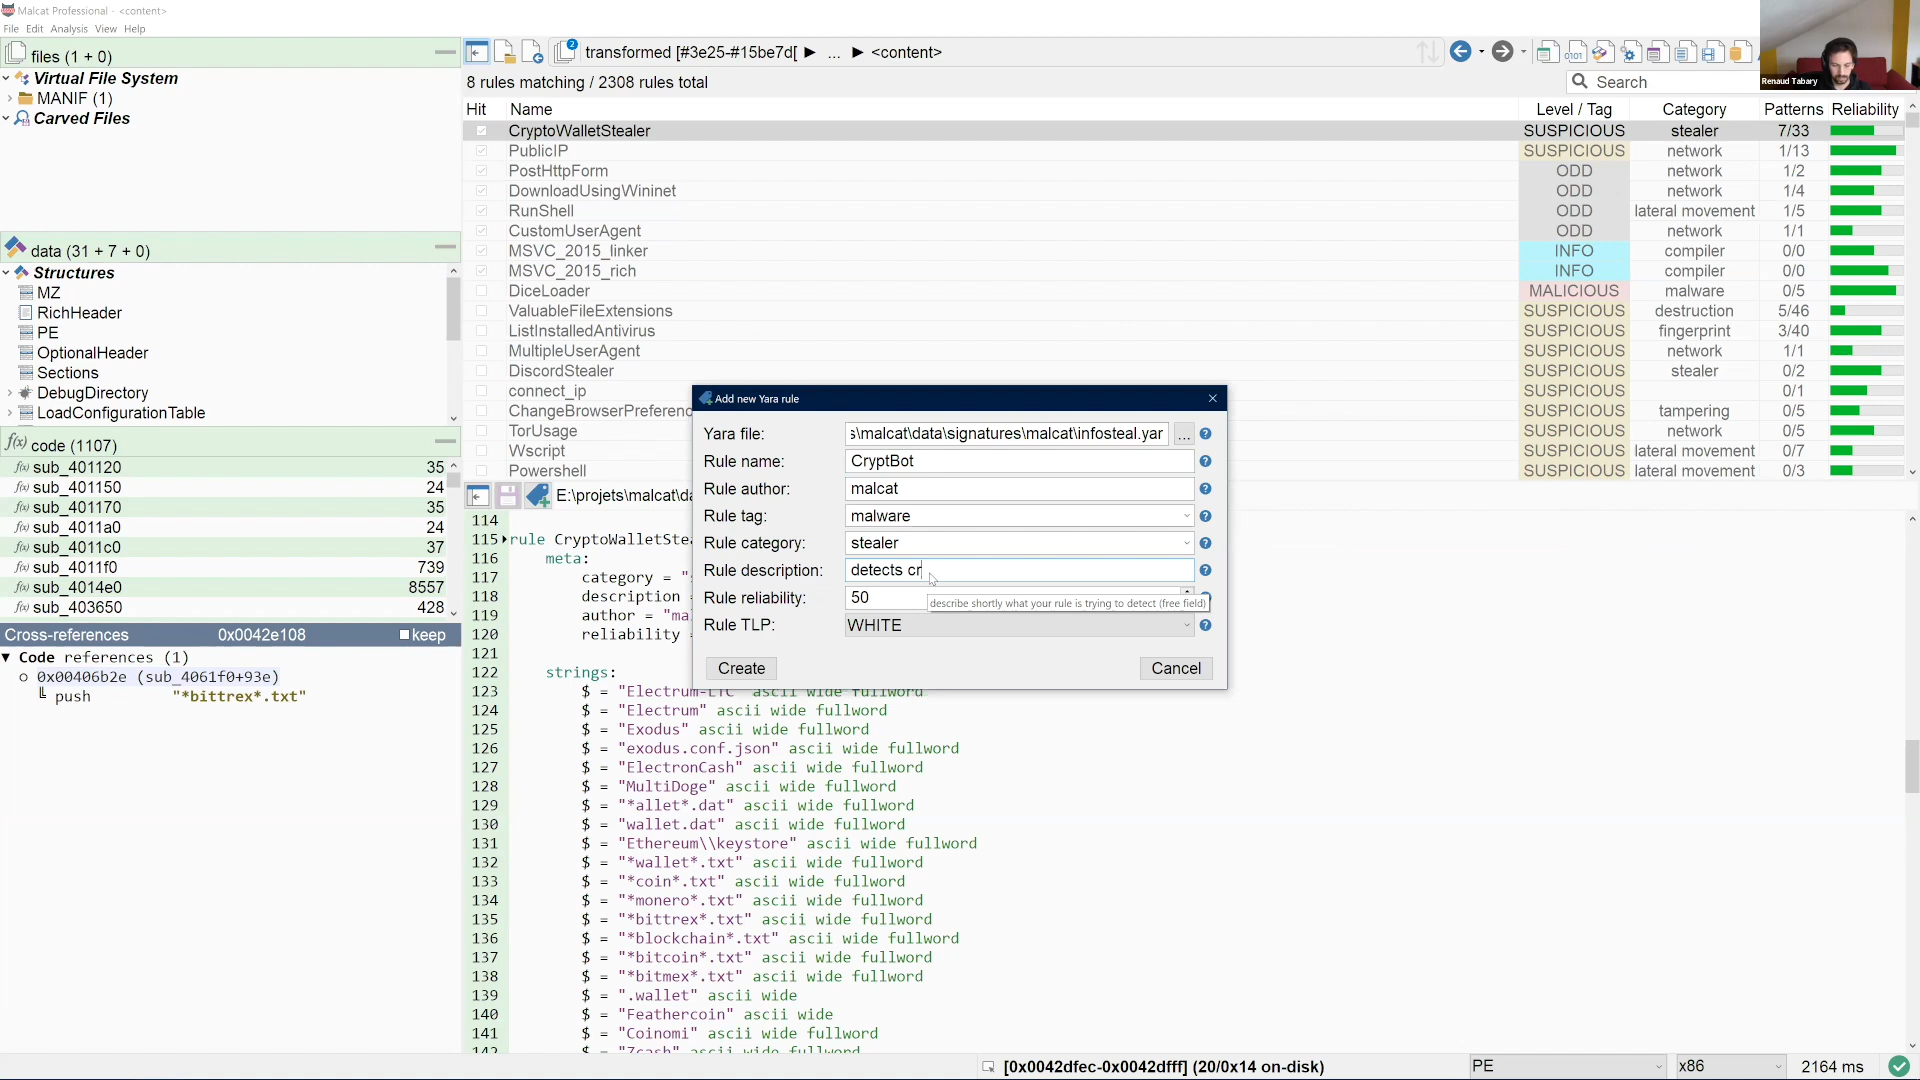 Malcat Professional - <content>
File Edit Analysis View Help
files (1 + 0)
Virtual File System
MANIF (1)
Carved Files
data (31 + 7 + 0)
Structures
MZ
RichHeader
PE
OptionalHeader
Sections
DebugDirectory
LoadConfigurationTable
f(x) code (1107)
f(x) sub_401120 35
f(x) sub_401150 24
f(x) sub_401170 35
f(x) sub_4011a0 24
f(x) sub_4011c0 37
f(x) sub_4011f0 739
f(x) sub_4014e0 8557
f(x) sub_403650 428
Cross-references 0x0042e108 keep
Code references (1)
0x00406b2e (sub_4061f0+93e)
push "*bittrex*.txt"
2 transformed [#3e25-#15be7d[ ▶ ... ▶ <content>
Renaud Tabary
8 rules matching / 2308 rules total
Search
Hit Name Level / Tag Category Patterns Reliability
CryptoWalletStealer SUSPICIOUS stealer 7/33
PublicIP SUSPICIOUS network 1/13
PostHttpForm ODD network 1/2
DownloadUsingWininet ODD network 1/4
RunShell ODD lateral movement 1/5
CustomUserAgent ODD network 1/1
MSVC_2015_linker INFO compiler 0/0
MSVC_2015_rich INFO compiler 0/0
DiceLoader MALICIOUS malware 0/5
ValuableFileExtensions SUSPICIOUS destruction 5/46
ListInstalledAntivirus SUSPICIOUS fingerprint 3/40
MultipleUserAgent SUSPICIOUS network 1/1
DiscordStealer SUSPICIOUS stealer 0/2
connect_ip SUSPICIOUS 0/1
ChangeBrowserPreferenc SUSPICIOUS tampering 0/5
TorUsage SUSPICIOUS network 0/5
Wscript SUSPICIOUS lateral movement 0/7
Powershell SUSPICIOUS lateral movement 0/3
Add new Yara rule
Yara file: s\malcat\data\signatures\malcat\infosteal.yar ...
Rule name: CryptBot
Rule author: malcat
Rule tag: malware
Rule category: stealer
Rule description: detects cr
Rule reliability: 50
describe shortly what your rule is trying to detect (free field)
Rule TLP: WHITE
Create Cancel
E:\projets\malcat\da
114
115 rule CryptoWalletStea
116 meta:
117 category = "s
118 description =
119 author = "mal
120 reliability =
121
122 strings:
123 $ = "Electrum-LTC" ascii wide fullword
124 $ = "Electrum" ascii wide fullword
125 $ = "Exodus" ascii wide fullword
126 $ = "exodus.conf.json" ascii wide fullword
127 $ = "ElectronCash" ascii wide fullword
128 $ = "MultiDoge" ascii wide fullword
129 $ = "*allet*.dat" ascii wide fullword
130 $ = "wallet.dat" ascii wide fullword
131 $ = "Ethereum\\keystore" ascii wide fullword
132 $ = "*wallet*.txt" ascii wide fullword
133 $ = "*coin*.txt" ascii wide fullword
134 $ = "*monero*.txt" ascii wide fullword
135 $ = "*bittrex*.txt" ascii wide fullword
136 $ = "*blockchain*.txt" ascii wide fullword
137 $ = "*bitcoin*.txt" ascii wide fullword
138 $ = "*bitmex*.txt" ascii wide fullword
139 $ = ".wallet" ascii wide
140 $ = "Feathercoin" ascii wide
141 $ = "Coinomi" ascii wide fullword
142 $ = "Zcash" ascii wide fullword
[0x0042dfec-0x0042dfff] (20/0x14 on-disk) PE x86 2164 ms